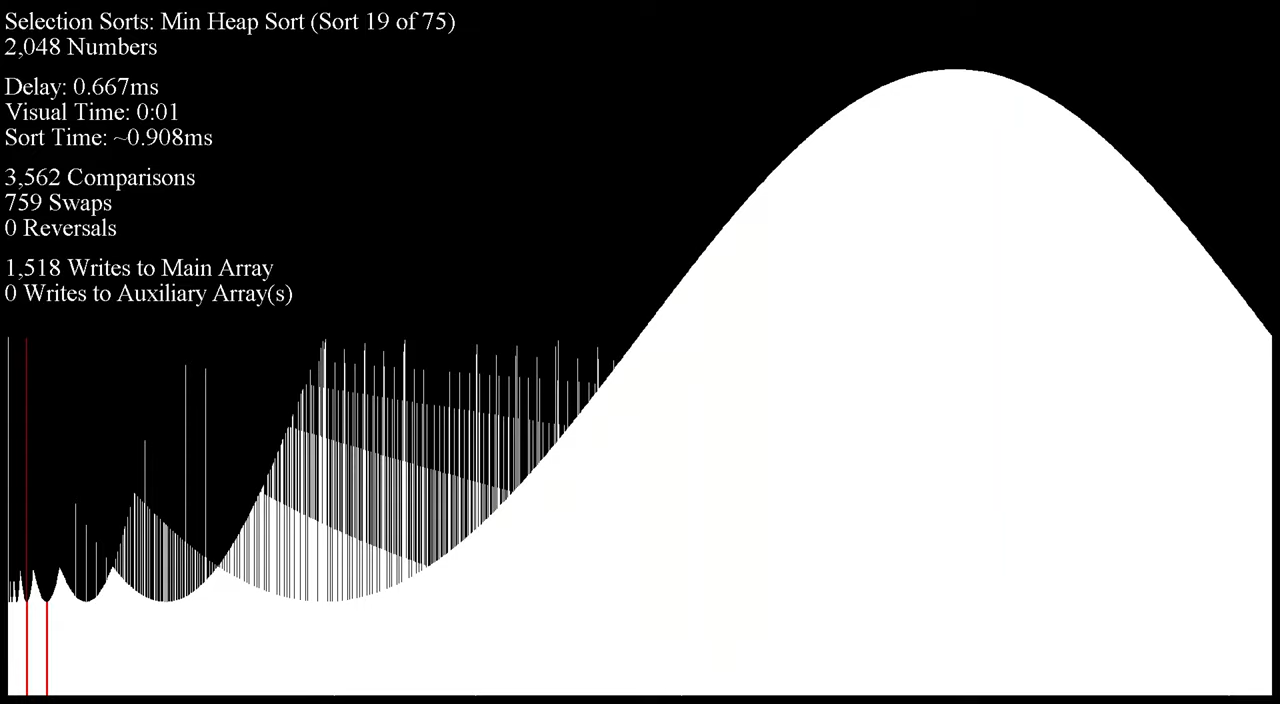 Selection Sorts: Min Heap Sort (Sort 19 of 75)
2,048 Numbers
Delay: 0.667ms
Visual Time: 0:01
Sort Time: ~0.908ms
3,562 Comparisons
759 Swaps
0 Reversals
1,518 Writes to Main Array
0 Writes to Auxiliary Array(s)